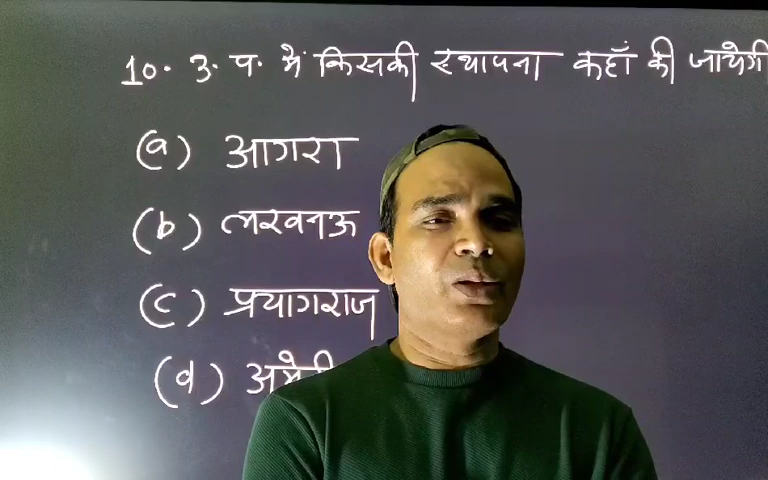 10. उ. प. में किसकी स्थापना कहाँ की जायेगी
(a) आगरा
(b) लखनऊ
(c) प्रयागराज
(d)